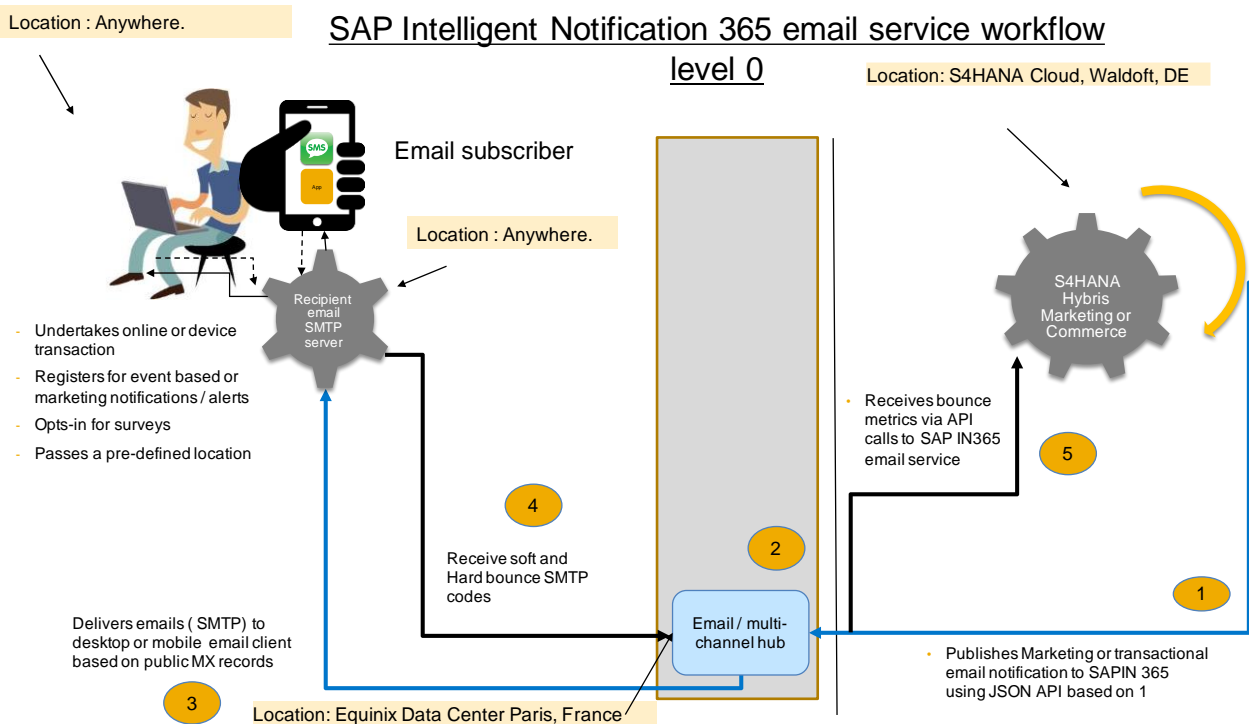 Location : Anywhere.
SAP Intelligent Notification 365 email service workflow
level 0
Location: S4HANA Cloud, Waldoft, DE
SMS
App
Email subscriber
Location : Anywhere.
Recipient
email
SMTP
server
S4HANA
Hybris
Marketing or
Commerce
- Undertakes online or device
transaction
- Registers for event based or
marketing notifications / alerts
- Opts-in for surveys
- Passes a pre-defined location
• Receives bounce
metrics via API
calls to SAP IN365
email service
5
4
Receive soft and
Hard bounce SMTP
codes
2
Email / multi-
channel hub
1
• Publishes Marketing or transactional
email notification to SAPIN 365
using JSON API based on 1
Delivers emails ( SMTP) to
desktop or mobile email client
based on public MX records
3
Location: Equinix Data Center Paris, France